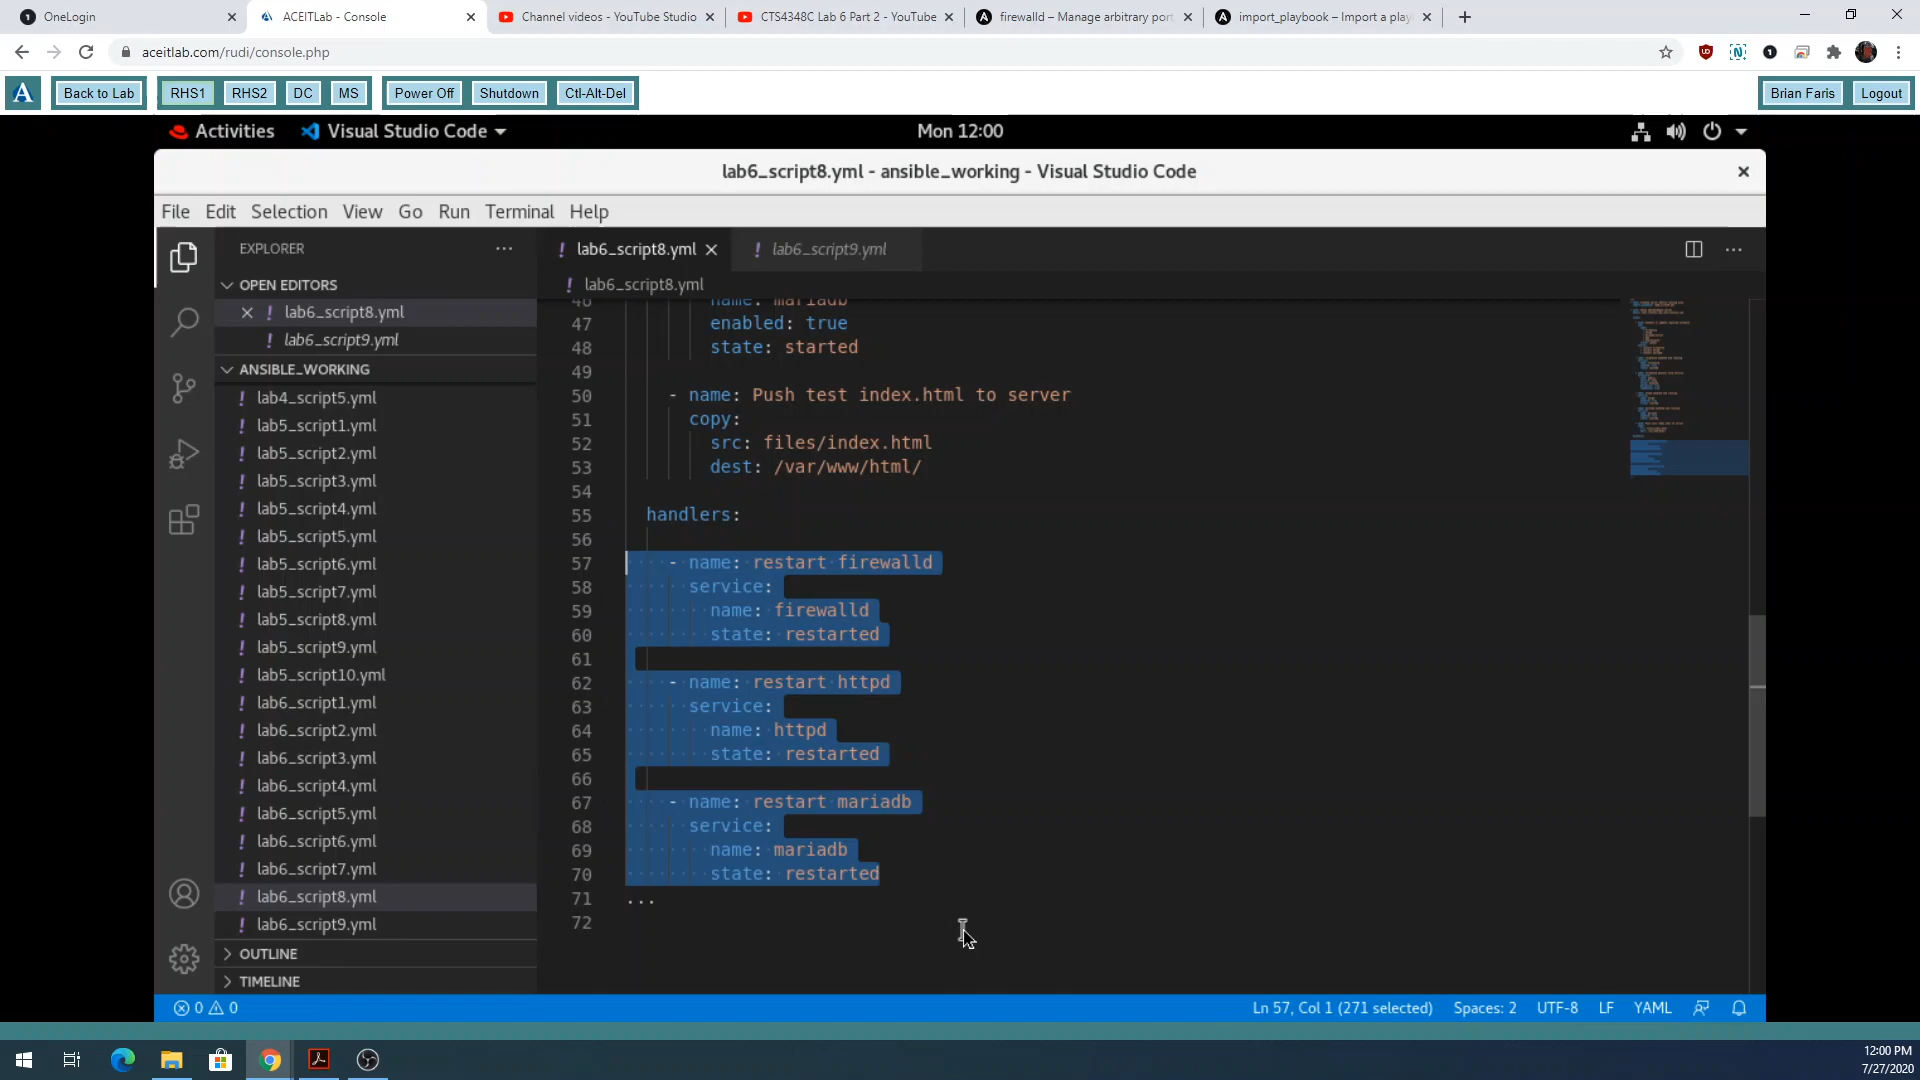 OneLogin
ACEITLab - Console
Channel videos - YouTube Studio
CTS4348C Lab 6 Part 2 - YouTube
firewalld – Manage arbitrary port
import_playbook – Import a play
aceitlab.com/rudi/console.php
Back to Lab
RHS1
RHS2
DC
MS
Power Off
Shutdown
Ctl-Alt-Del
Brian Faris
Logout
Activities
Visual Studio Code
Mon 12:00
lab6_script8.yml - ansible_working - Visual Studio Code
File Edit Selection View Go Run Terminal Help
EXPLORER
OPEN EDITORS
lab6_script8.yml
lab6_script9.yml
ANSIBLE_WORKING
lab4_script5.yml
lab5_script1.yml
lab5_script2.yml
lab5_script3.yml
lab5_script4.yml
lab5_script5.yml
lab5_script6.yml
lab5_script7.yml
lab5_script8.yml
lab5_script9.yml
lab5_script10.yml
lab6_script1.yml
lab6_script2.yml
lab6_script3.yml
lab6_script4.yml
lab6_script5.yml
lab6_script6.yml
lab6_script7.yml
lab6_script8.yml
lab6_script9.yml
OUTLINE
TIMELINE
lab6_script8.yml
lab6_script9.yml
lab6_script8.yml
46 name: mariadb
47 enabled: true
48 state: started
49
50 - name: Push test index.html to server
51 copy:
52 src: files/index.html
53 dest: /var/www/html/
54
55 handlers:
56
57 - name: restart firewalld
58 service:
59 name: firewalld
60 state: restarted
61
62 - name: restart httpd
63 service:
64 name: httpd
65 state: restarted
66
67 - name: restart mariadb
68 service:
69 name: mariadb
70 state: restarted
71 ...
72
0 0
Ln 57, Col 1 (271 selected)
Spaces: 2
UTF-8
LF
YAML
12:00 PM
7/27/2020